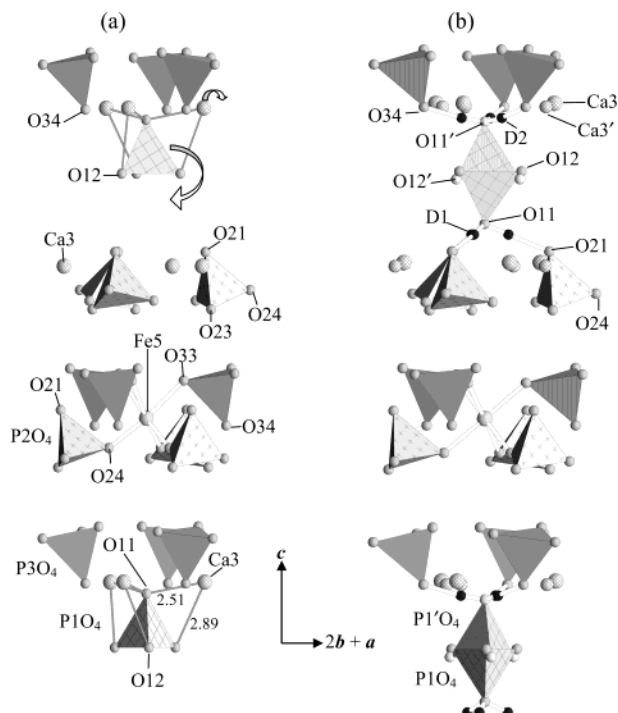 (a)
(b)
O34
O12
Ca3
O21
O24
O23
Fe5
O33
O21
P2O₄
O24
O34
O11
Ca3
P3O₄
2.51
P1O₄
2.89
O12
c
2b + a
O34
Ca3
Ca3′
O11′
D2
O12
O12′
O11
D1
O21
O24
P1′O₄
P1O₄